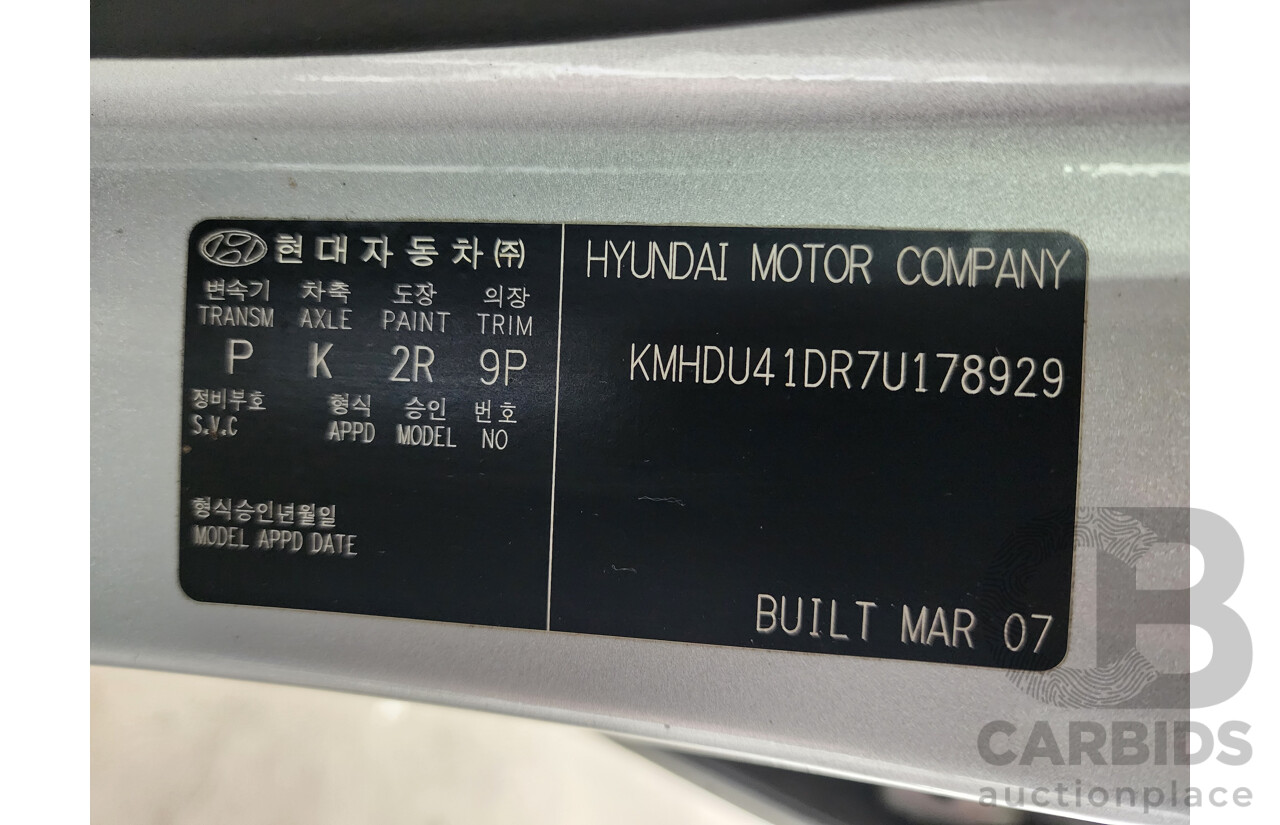 현대자동차(주)
변속기 차축 도장 의장
TRANSM AXLE PAINT TRIM
P K 2R 9P
정비부호 형식 승인 번호
S.V.C APPD MODEL NO
형식승인년월일
MODEL APPD DATE
HYUNDAI MOTOR COMPANY
KMHDU41DR7U178929
BUILT MAR 07
CB
CARBIDS
auctionplace